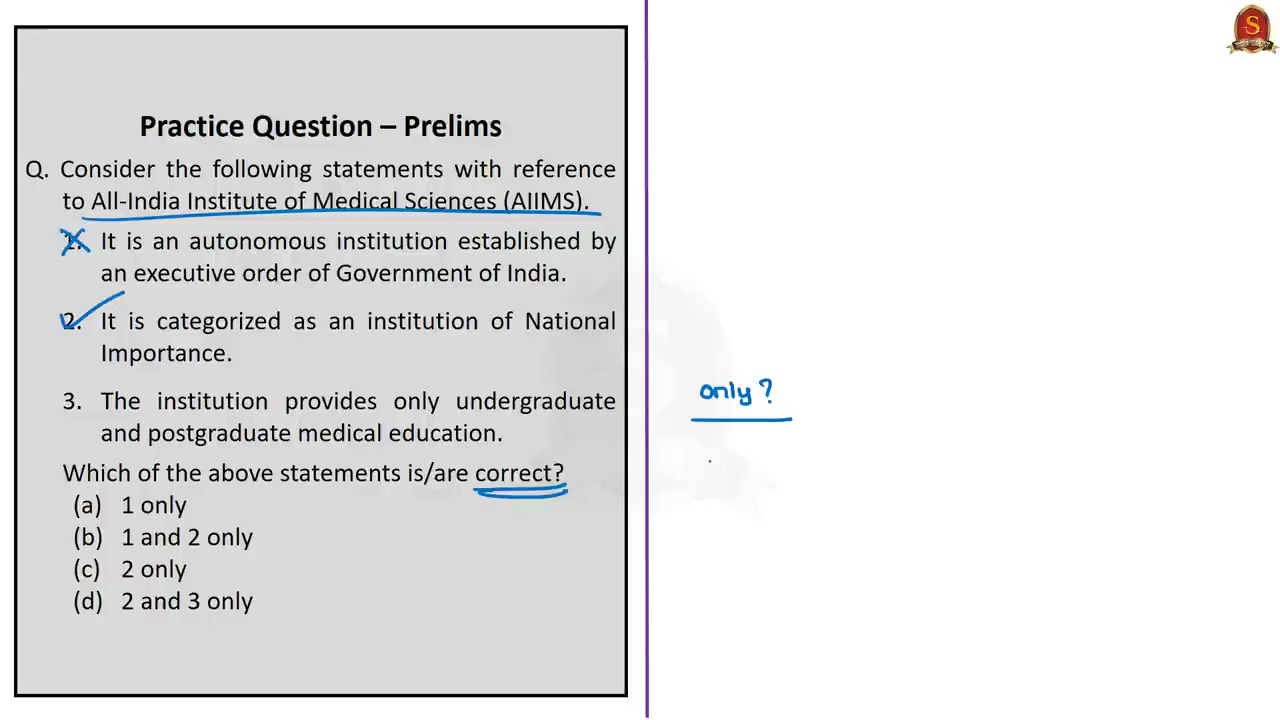 Practice Question – Prelims
Q. Consider the following statements with reference
to All-India Institute of Medical Sciences (AIIMS).
1. It is an autonomous institution established by
an executive order of Government of India.
2. It is categorized as an institution of National
Importance.
3. The institution provides only undergraduate
and postgraduate medical education.
Which of the above statements is/are correct?
(a) 1 only
(b) 1 and 2 only
(c) 2 only
(d) 2 and 3 only
only?
S